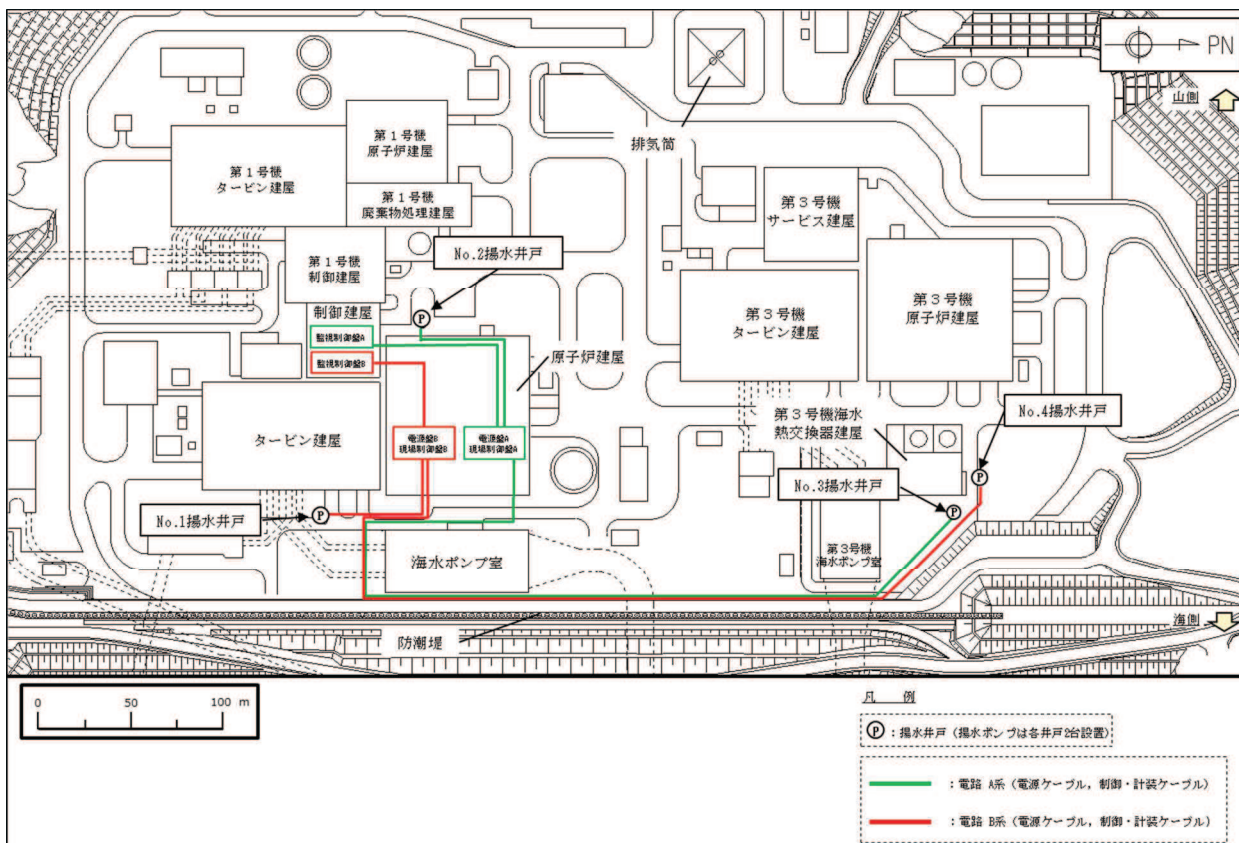 PN
山側
排気筒
第1号機
原子炉建屋
第1号機
タービン建屋
第1号機
廃棄物処理建屋
第3号機
サービス建屋
No.2揚水井戸
第1号機
制御建屋
第3号機
タービン建屋
第3号機
原子炉建屋
制御建屋
監視制御盤A
監視制御盤B
原子炉建屋
タービン建屋
電源盤B
現場制御盤B
電源盤A
現場制御盤A
第3号機海水
熱交換器建屋
No.4揚水井戸
No.3揚水井戸
No.1揚水井戸
P
P
P
P
海水ポンプ室
第3号機
海水ポンプ室
防潮堤
海側
0 50 100 m
凡 例
P : 揚水井戸 (揚水ポンプは各井戸2台設置)
: 電路 A系 (電源ケーブル, 制御・計装ケーブル)
: 電路 B系 (電源ケーブル, 制御・計装ケーブル)